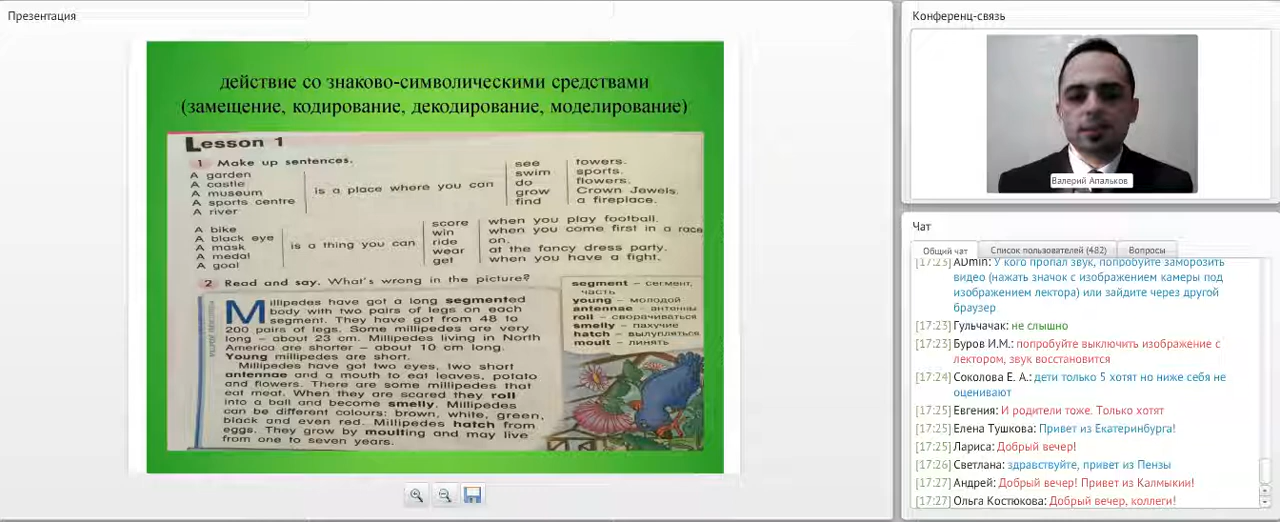 Презентация
действие со знаково-символическими средствами
(замещение, кодирование, декодирование, моделирование)
Lesson 1
1 Make up sentences.
A garden
A castle
A museum
A sports centre
A river
is a place where you can
see
swim
do
grow
find
towers.
sports.
flowers.
Crown Jewels.
a fireplace.
A bike
A black eye
A mask
A medal
A goal
is a thing you can
score
win
ride
wear
get
when you play football.
when you come first in a race
on.
at the fancy dress party.
when you have a fight.
2 Read and say. What's wrong in the picture?
Millipedes have got a long segmented
body with two pairs of legs on each
segment. They have got from 48 to
200 pairs of legs. Some millipedes are very
long – about 23 cm. Millipedes living in North
America are shorter – about 10 cm long.
Young millipedes are short.
Millipedes have got two eyes, two short
antennae and a mouth to eat leaves, potato
and flowers. There are some millipedes that
eat meat. When they are scared they roll
into a ball and become smelly. Millipedes
can be different colours: brown, white, green,
black and even red. Millipedes hatch from
eggs. They grow by moulting and may live
from one to seven years.
segment – сегмент,
часть
young – молодой
antennae – антенны
roll – сворачиваться
smelly – пахучие
hatch – вылупляться
moult – линять
Конференц-связь
Валерий Апальков
Чат
Общий чат
Список пользователей (482)
Вопросы
[17:23] ADmin: У кого пропал звук, попробуйте заморозить
видео (нажать значок с изображением камеры под
изображением лектора) или зайдите через другой
браузер
[17:23] Гульчачак: не слышно
[17:23] Буров И.М.: попробуйте выключить изображение с
лектором, звук восстановится
[17:24] Соколова Е. А.: дети только 5 хотят но ниже себя не
оценивают
[17:25] Евгения: И родители тоже. Только хотят
[17:25] Елена Тушкова: Привет из Екатеринбурга!
[17:25] Лариса: Добрый вечер!
[17:26] Светлана: здравствуйте, привет из Пензы
[17:27] Андрей: Добрый вечер! Привет из Калмыкии!
[17:27] Ольга Костюкова: Добрый вечер, коллеги!